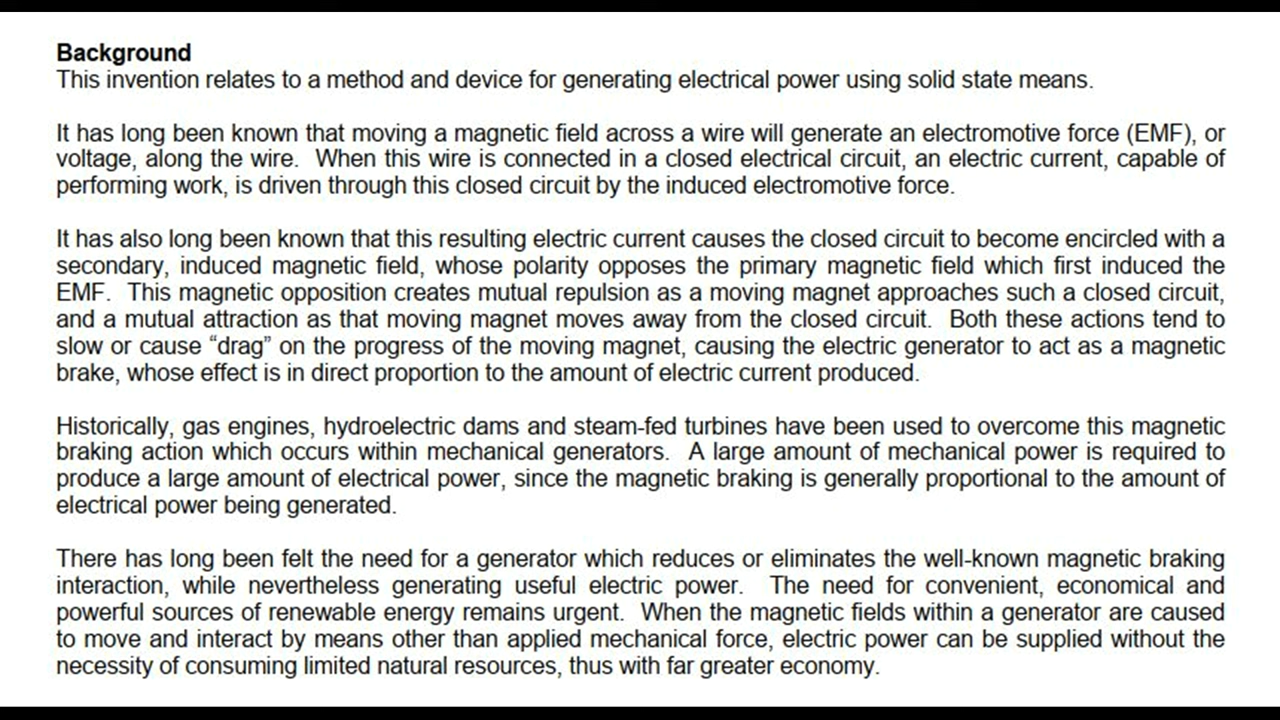 Background
This invention relates to a method and device for generating electrical power using solid state means.
It has long been known that moving a magnetic field across a wire will generate an electromotive force (EMF), or
voltage, along the wire. When this wire is connected in a closed electrical circuit, an electric current, capable of
performing work, is driven through this closed circuit by the induced electromotive force.
It has also long been known that this resulting electric current causes the closed circuit to become encircled with a
secondary, induced magnetic field, whose polarity opposes the primary magnetic field which first induced the
EMF. This magnetic opposition creates mutual repulsion as a moving magnet approaches such a closed circuit,
and a mutual attraction as that moving magnet moves away from the closed circuit. Both these actions tend to
slow or cause “drag” on the progress of the moving magnet, causing the electric generator to act as a magnetic
brake, whose effect is in direct proportion to the amount of electric current produced.
Historically, gas engines, hydroelectric dams and steam-fed turbines have been used to overcome this magnetic
braking action which occurs within mechanical generators. A large amount of mechanical power is required to
produce a large amount of electrical power, since the magnetic braking is generally proportional to the amount of
electrical power being generated.
There has long been felt the need for a generator which reduces or eliminates the well-known magnetic braking
interaction, while nevertheless generating useful electric power. The need for convenient, economical and
powerful sources of renewable energy remains urgent. When the magnetic fields within a generator are caused
to move and interact by means other than applied mechanical force, electric power can be supplied without the
necessity of consuming limited natural resources, thus with far greater economy.